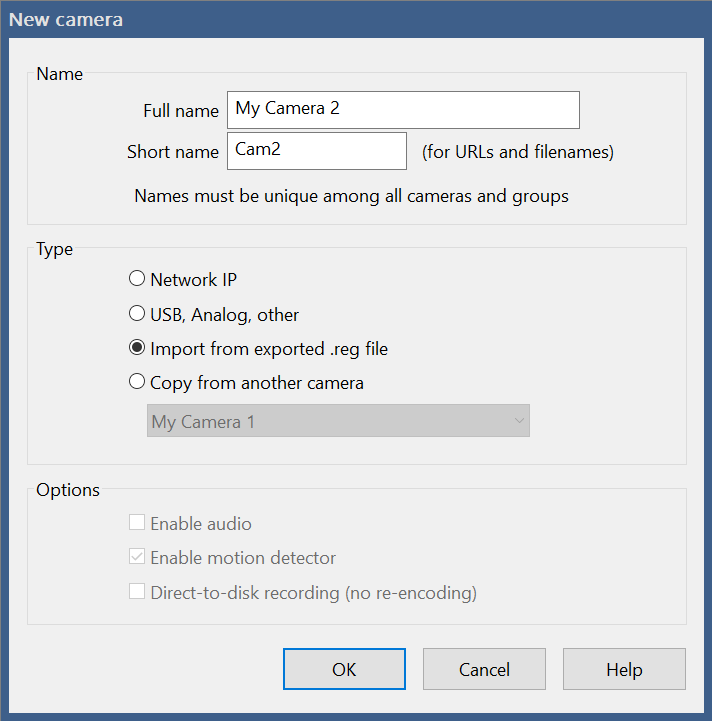 New camera
Name
Full name My Camera 2
Short name Cam2 (for URLs and filenames)
Names must be unique among all cameras and groups
Type
Network IP
USB, Analog, other
Import from exported .reg file
Copy from another camera
My Camera 1
Options
Enable audio
Enable motion detector
Direct-to-disk recording (no re-encoding)
OK Cancel Help